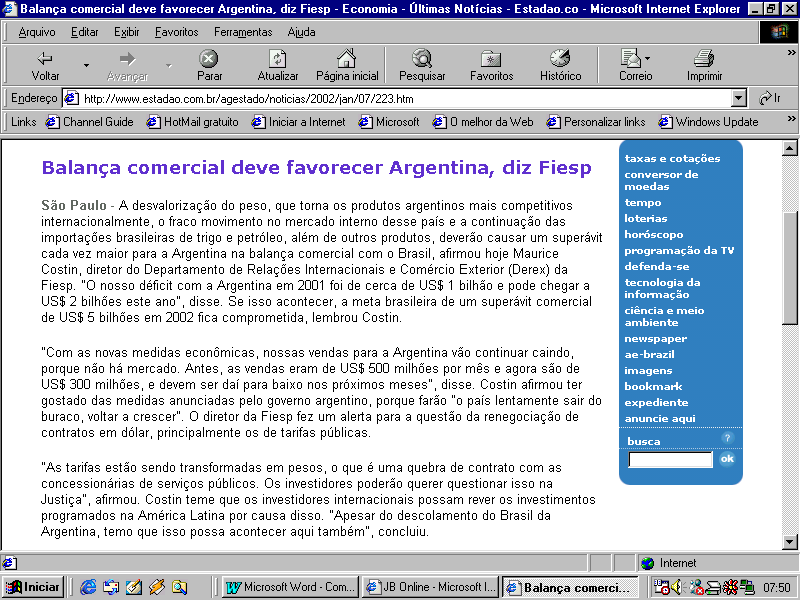 Balança comercial deve favorecer Argentina, diz Fiesp - Economia - Últimas Notícias - Estadao.co - Microsoft Internet Explorer
Arquivo Editar Exibir Favoritos Ferramentas Ajuda
Voltar Avançar Parar Atualizar Página inicial Pesquisar Favoritos Histórico Correio Imprimir
Endereço http://www.estadao.com.br/agestado/noticias/2002/jan/07/223.htm Ir
Links Channel Guide HotMail gratuito Iniciar a Internet Microsoft O melhor da Web Personalizar links Windows Update
Balança comercial deve favorecer Argentina, diz Fiesp
São Paulo - A desvalorização do peso, que torna os produtos argentinos mais competitivos
internacionalmente, o fraco movimento no mercado interno desse país e a continuação das
importações brasileiras de trigo e petróleo, além de outros produtos, deverão causar um superávit
cada vez maior para a Argentina na balança comercial com o Brasil, afirmou hoje Maurice
Costin, diretor do Departamento de Relações Internacionais e Comércio Exterior (Derex) da
Fiesp. "O nosso déficit com a Argentina em 2001 foi de cerca de US$ 1 bilhão e pode chegar a
US$ 2 bilhões este ano", disse. Se isso acontecer, a meta brasileira de um superávit comercial
de US$ 5 bilhões em 2002 fica comprometida, lembrou Costin.
"Com as novas medidas econômicas, nossas vendas para a Argentina vão continuar caindo,
porque não há mercado. Antes, as vendas eram de US$ 500 milhões por mês e agora são de
US$ 300 milhões, e devem ser daí para baixo nos próximos meses", disse. Costin afirmou ter
gostado das medidas anunciadas pelo governo argentino, porque farão "o país lentamente sair do
buraco, voltar a crescer". O diretor da Fiesp fez um alerta para a questão da renegociação de
contratos em dólar, principalmente os de tarifas públicas.
"As tarifas estão sendo transformadas em pesos, o que é uma quebra de contrato com as
concessionárias de serviços públicos. Os investidores poderão querer questionar isso na
Justiça", afirmou. Costin teme que os investidores internacionais possam rever os investimentos
programados na América Latina por causa disso. "Apesar do descolamento do Brasil da
Argentina, temo que isso possa acontecer aqui também", concluiu.
taxas e cotações
conversor de
moedas
tempo
loterias
horóscopo
programação da TV
defenda-se
tecnologia da
informação
ciência e meio
ambiente
newspaper
ae-brazil
imagens
bookmark
expediente
anuncie aqui
busca ?
ok
Internet
Iniciar Microsoft Word - Com... JB Online - Microsoft I... Balança comerci... 07:50